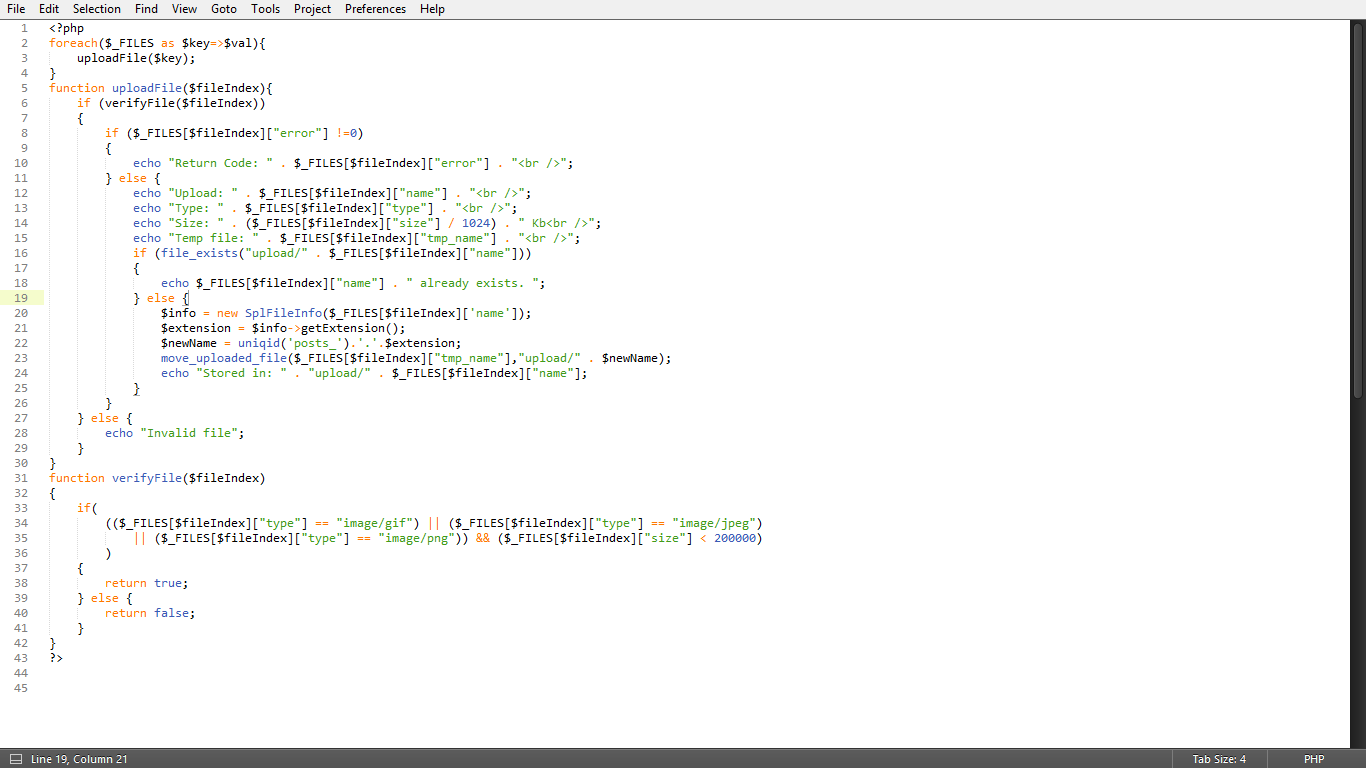 File Edit Selection Find View Goto Tools Project Preferences Help
1 <?php
2 foreach($_FILES as $key=>$val){
3     uploadFile($key);
4 }
5 function uploadFile($fileIndex){
6     if (verifyFile($fileIndex))
7     {
8         if ($_FILES[$fileIndex]["error"] !=0)
9         {
10             echo "Return Code: " . $_FILES[$fileIndex]["error"] . "<br />";
11         } else {
12             echo "Upload: " . $_FILES[$fileIndex]["name"] . "<br />";
13             echo "Type: " . $_FILES[$fileIndex]["type"] . "<br />";
14             echo "Size: " . ($_FILES[$fileIndex]["size"] / 1024) . " Kb<br />";
15             echo "Temp file: " . $_FILES[$fileIndex]["tmp_name"] . "<br />";
16             if (file_exists("upload/" . $_FILES[$fileIndex]["name"]))
17             {
18                 echo $_FILES[$fileIndex]["name"] . " already exists. ";
19             } else {
20                 $info = new SplFileInfo($_FILES[$fileIndex]['name']);
21                 $extension = $info->getExtension();
22                 $newName = uniqid('posts_').'.'.$extension;
23                 move_uploaded_file($_FILES[$fileIndex]["tmp_name"],"upload/" . $newName);
24                 echo "Stored in: " . "upload/" . $_FILES[$fileIndex]["name"];
25             }
26         }
27     } else {
28         echo "Invalid file";
29     }
30 }
31 function verifyFile($fileIndex)
32 {
33     if(
34         (($_FILES[$fileIndex]["type"] == "image/gif") || ($_FILES[$fileIndex]["type"] == "image/jpeg")
35             || ($_FILES[$fileIndex]["type"] == "image/png")) && ($_FILES[$fileIndex]["size"] < 200000)
36         )
37     {
38         return true;
39     } else {
40         return false;
41     }
42 }
43 ?>
44
45
Line 19, Column 21 Tab Size: 4 PHP